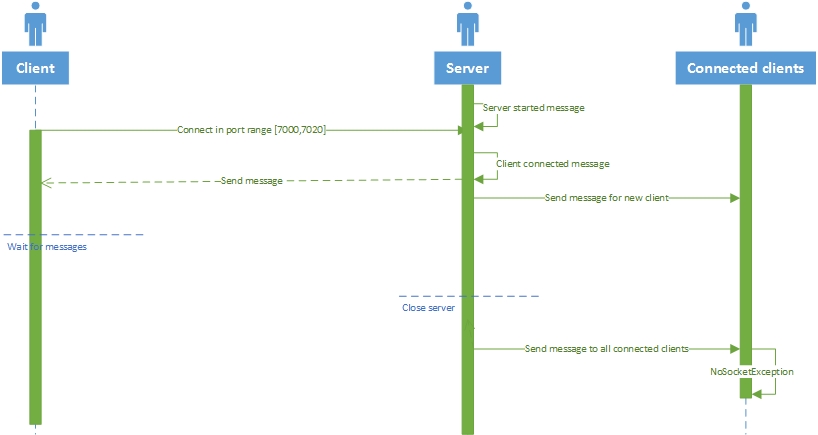 Client
Server
Connected clients
Server started message
Connect in port range [7000,7020]
Client connected message
Send message
Send message for new client
Wait for messages
Close server
Send message to all connected clients
NoSocketException